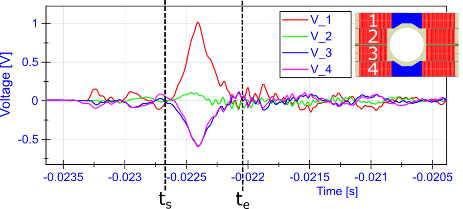 V_1
V_2
V_3
V_4
1
2
3
4
Voltage [V]
1
0.5
0
-0.5
-0.0235 -0.023 -0.0225 -0.022 -0.0215 -0.021 -0.0205
Time [s]
ts te